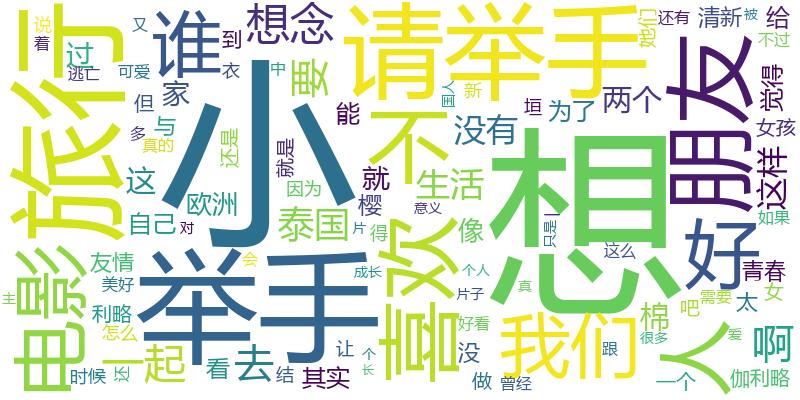 说
着
又
谁
到
想念
请举手
她们
还有
清新
被
给
逃亡
过
可爱
衣
中
要
新
国人
两个
不过
觉得
旅行
但
家
小
能
不
垣
为了
朋友
女孩
多
真的
与
还是
就是
没有
想
这
因为
就
生活
这样
欧洲
樱
自己
对
泰国
意义
片
得
像
只是
如果
好
电影
友情
举手
会
喜欢
这么
青春
美好
成长
个人
真
女
主
利略
片子
需要
太
怎么
好看
我们
棉
吧
人
啊
一起
看
去
让
没
很多
爱
时候
还
结
其实
个
长
做
曾经
跟
一个
伽利略